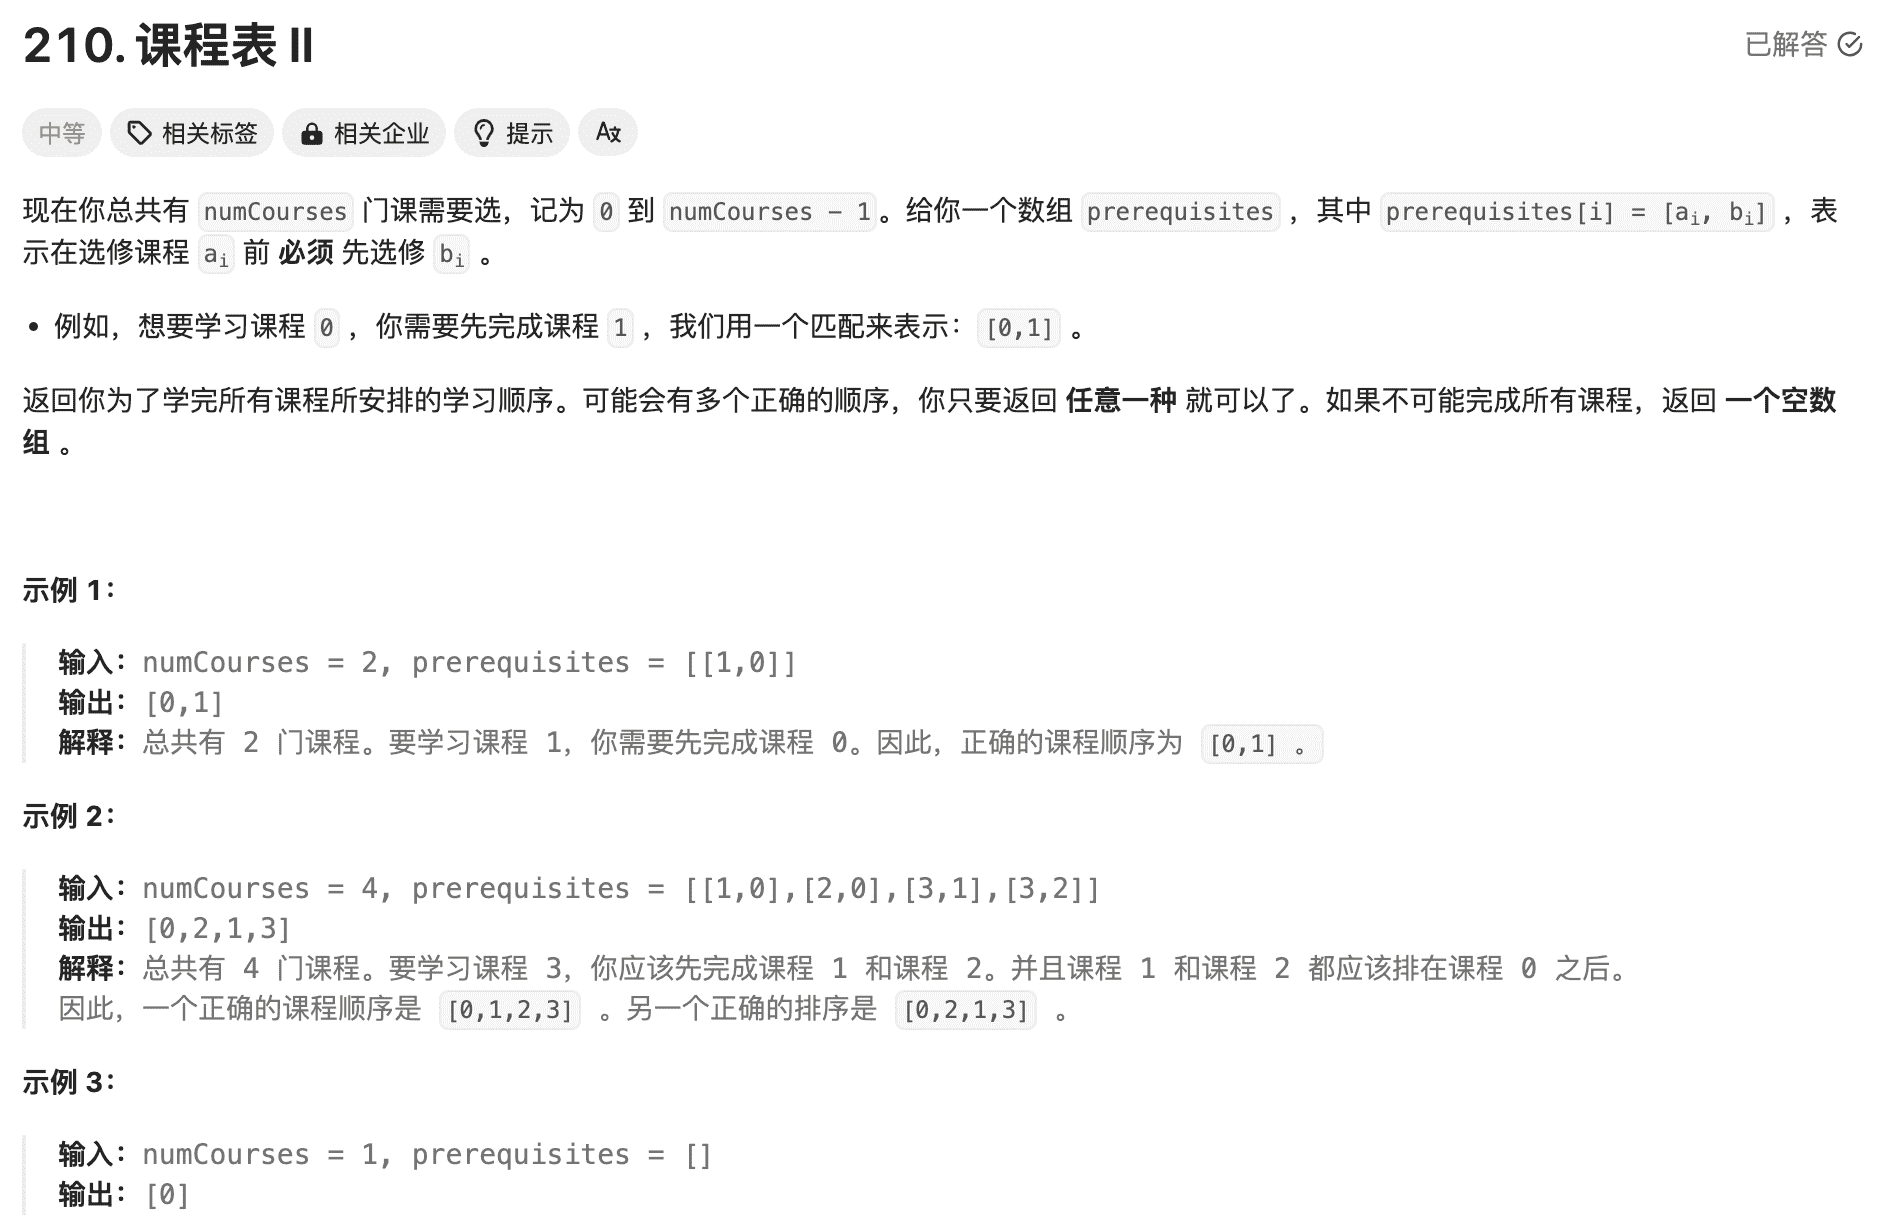 210. 课程表 II
已解答
中等 相关标签 相关企业 提示
现在你总共有 numCourses 门课需要选，记为 0 到 numCourses - 1。给你一个数组 prerequisites ，其中 prerequisites[i] = [ai, bi] ，表
示在选修课程 ai 前 必须 先选修 bi 。
• 例如，想要学习课程 0 ，你需要先完成课程 1 ，我们用一个匹配来表示：[0,1] 。
返回你为了学完所有课程所安排的学习顺序。可能会有多个正确的顺序，你只要返回 任意一种 就可以了。如果不可能完成所有课程，返回 一个空数
组 。
示例 1：
输入：numCourses = 2, prerequisites = [[1,0]]
输出：[0,1]
解释：总共有 2 门课程。要学习课程 1，你需要先完成课程 0。因此，正确的课程顺序为 [0,1] 。
示例 2：
输入：numCourses = 4, prerequisites = [[1,0],[2,0],[3,1],[3,2]]
输出：[0,2,1,3]
解释：总共有 4 门课程。要学习课程 3，你应该先完成课程 1 和课程 2。并且课程 1 和课程 2 都应该排在课程 0 之后。
因此，一个正确的课程顺序是 [0,1,2,3] 。另一个正确的排序是 [0,2,1,3] 。
示例 3：
输入：numCourses = 1, prerequisites = []
输出：[0]